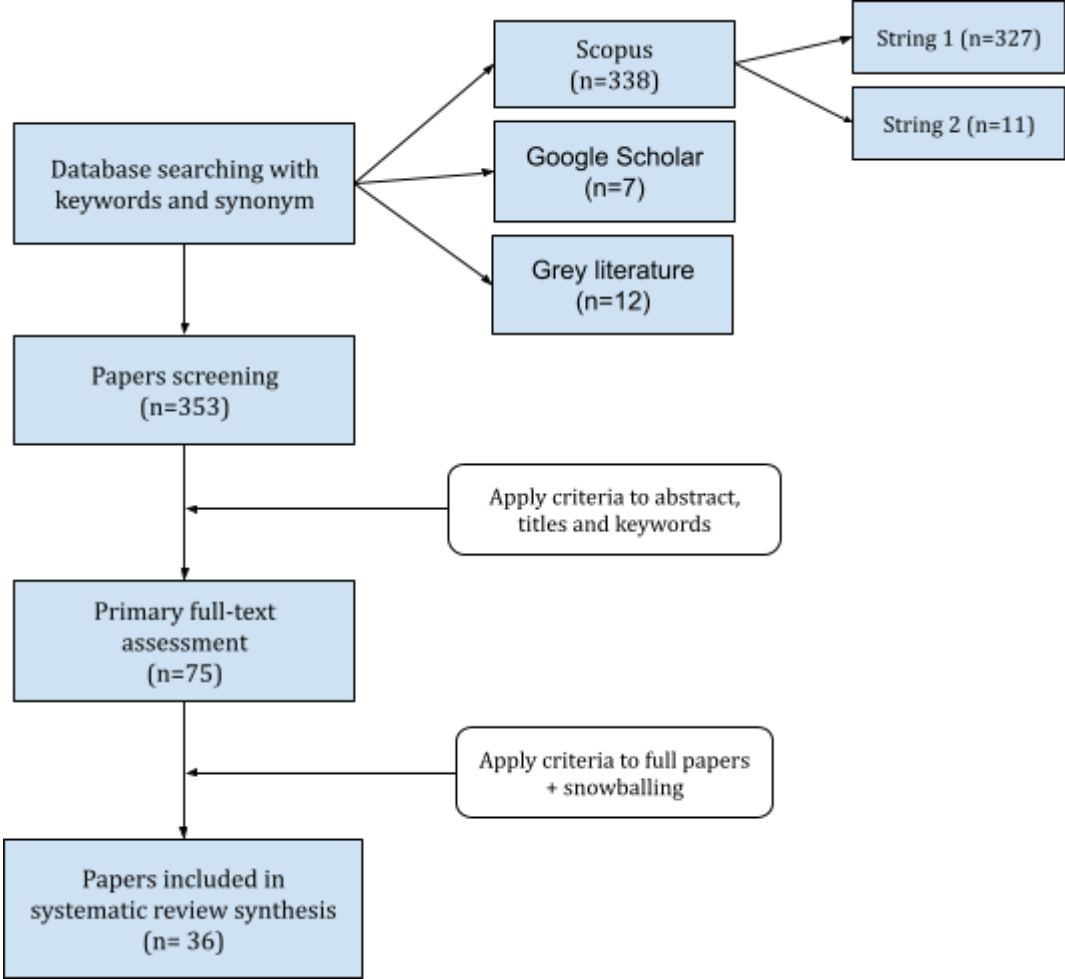 Scopus
(n=338)
String 1 (n=327)
String 2 (n=11)
Database searching with
keywords and synonym
Google Scholar
(n=7)
Grey literature
(n=12)
Papers screening
(n=353)
Apply criteria to abstract,
titles and keywords
Primary full-text
assessment
(n=75)
Apply criteria to full papers
+ snowballing
Papers included in
systematic review synthesis
(n= 36)